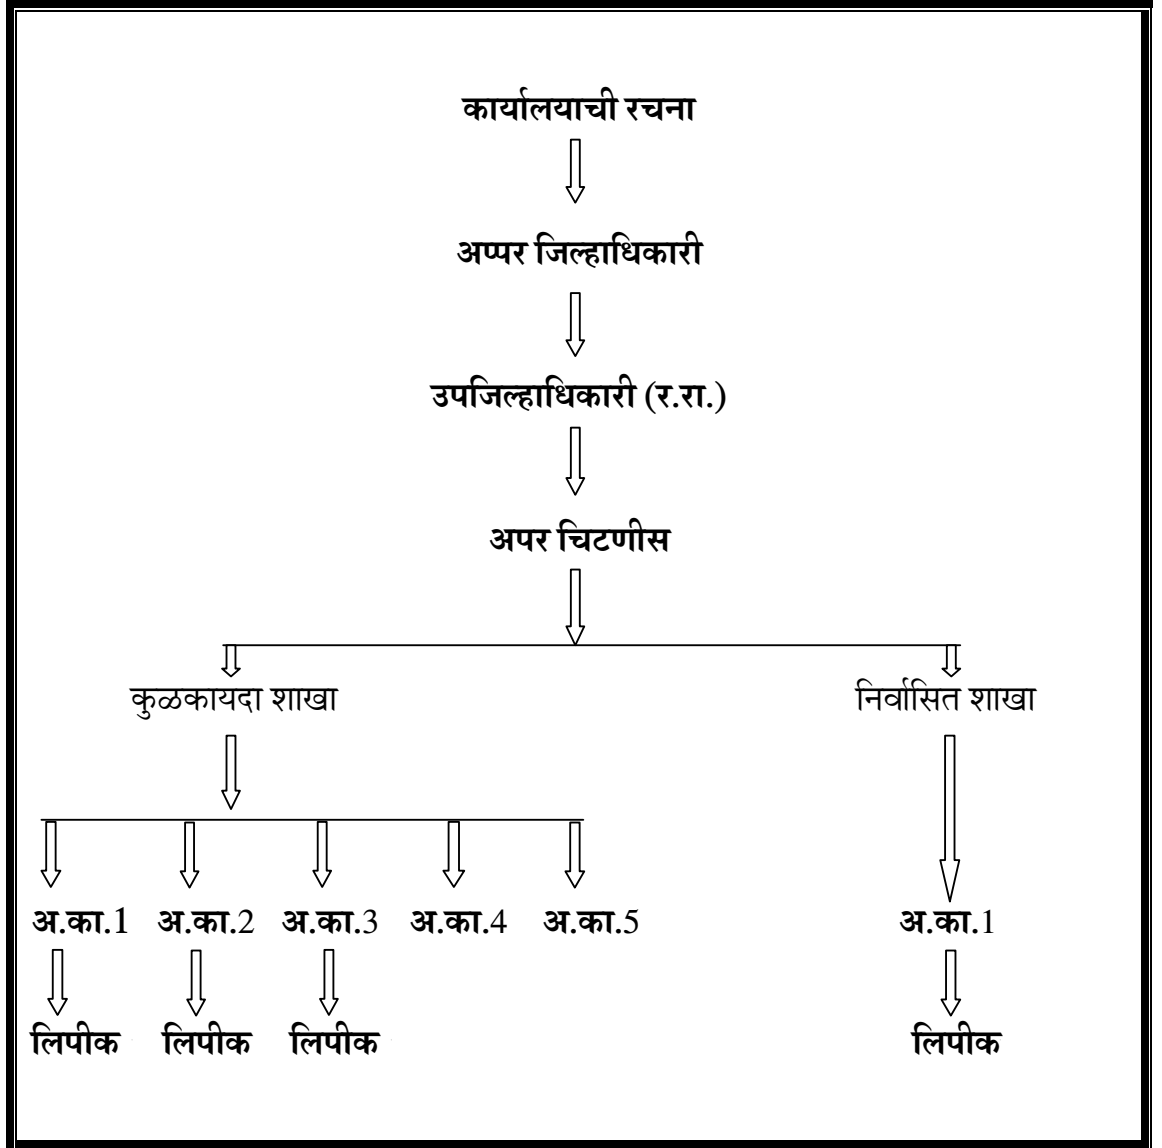 कार्यालयाची रचना
अप्पर जिल्हाधिकारी
उपजिल्हाधिकारी (र.रा.)
अपर चिटणीस
कुळकायदा शाखा निर्वासित शाखा
अ.का.1 अ.का.2 अ.का.3 अ.का.4 अ.का.5 अ.का.1
लिपीक लिपीक लिपीक लिपीक